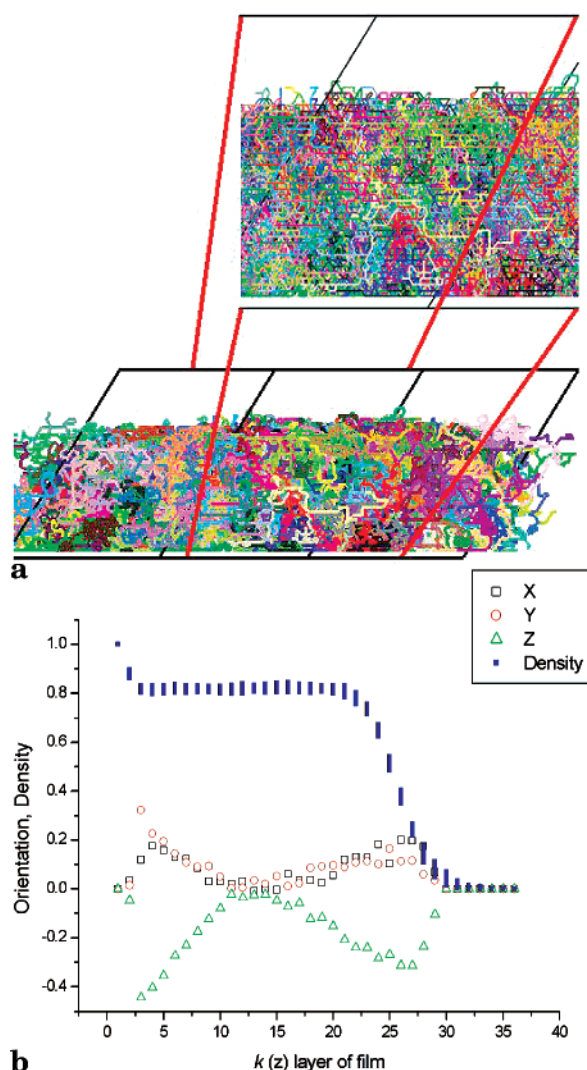 a
X
Y
Z
Density
1.0
0.8
0.6
0.4
0.2
0.0
-0.2
-0.4
Orientation, Density
0 5 10 15 20 25 30 35 40
k (z) layer of film
b